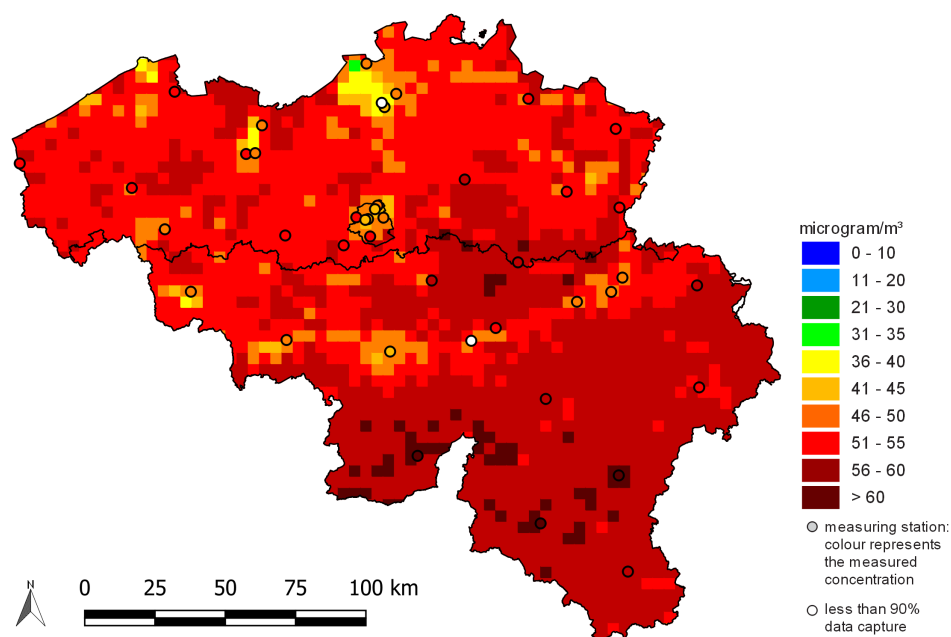 microgram/m³
0 - 10
11 - 20
21 - 30
31 - 35
36 - 40
41 - 45
46 - 50
51 - 55
56 - 60
> 60
measuring station:
colour represents
the measured
concentration
less than 90%
data capture
N
0 25 50 75 100 km